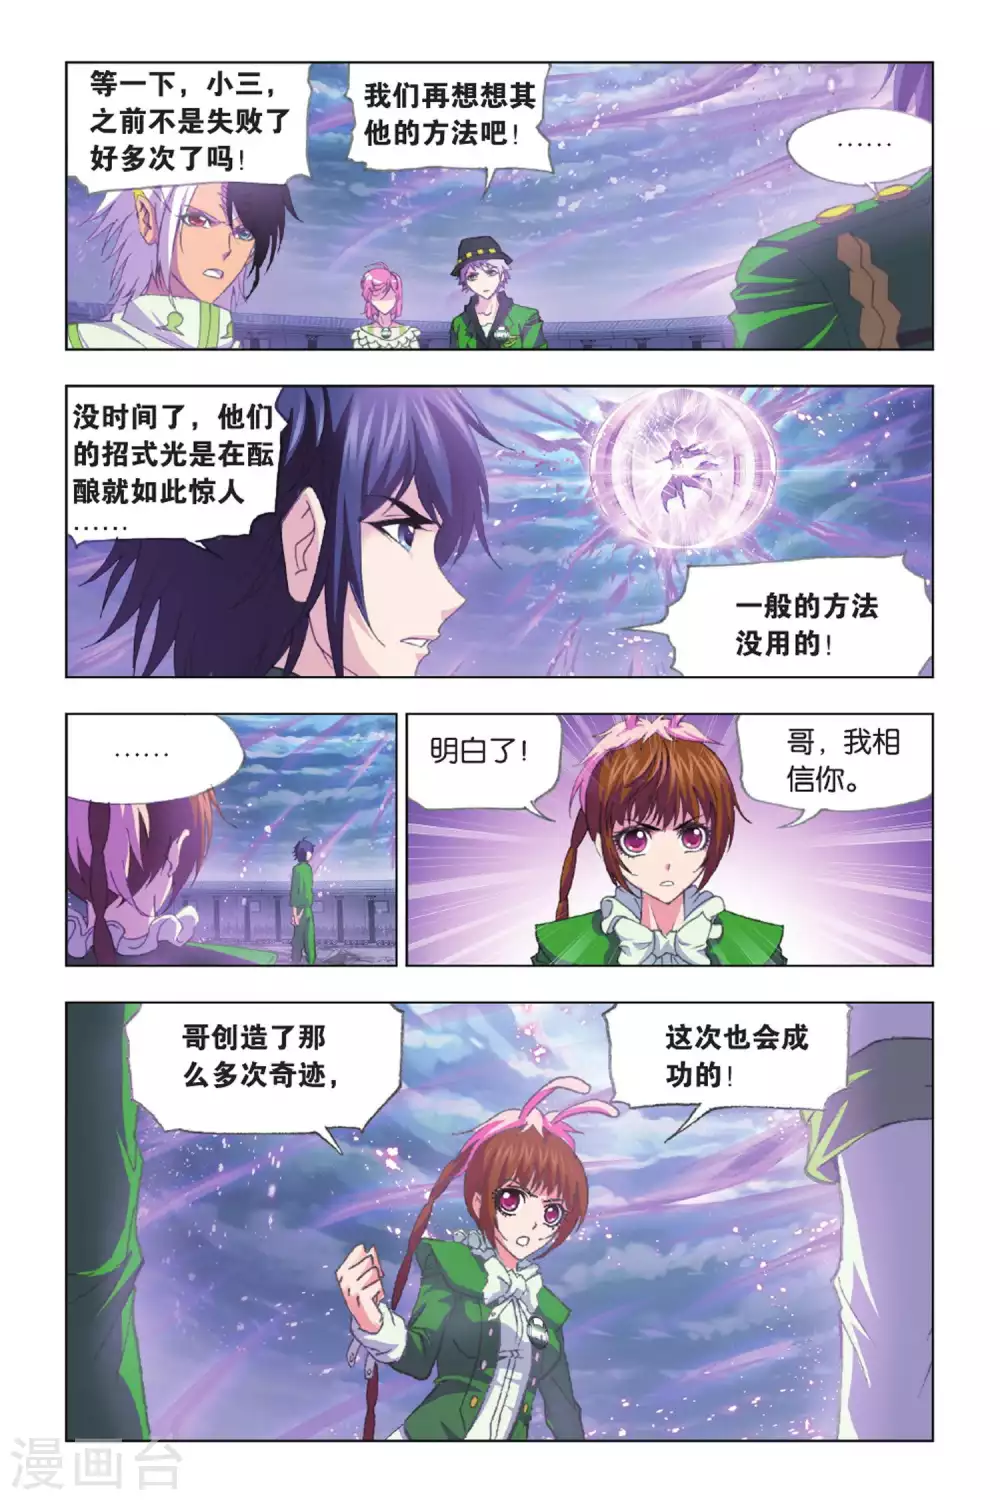 等一下，小三，
之前不是失败了
好多次了吗！
我们再想想其
他的方法吧！
……
没时间了，他们
的招式光是在酝
酿就如此惊人
……
一般的方法
没用的！
……
明白了！
哥，我相
信你。
哥创造了那
么多次奇迹，
这次也会成
功的！
漫画台